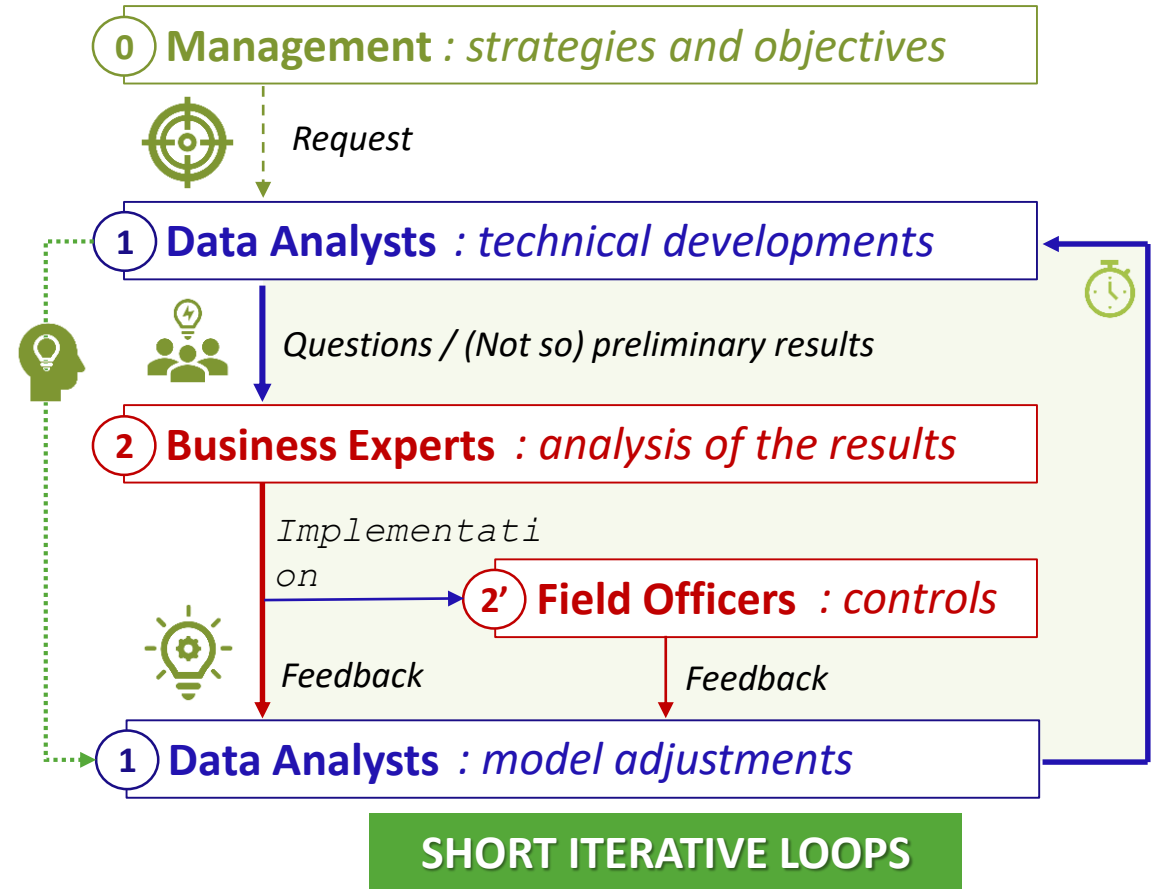 0 Management : strategies and objectives
Request
1 Data Analysts : technical developments
Questions / (Not so) preliminary results
2 Business Experts : analysis of the results
Implementati
on
2’ Field Officers : controls
Feedback
Feedback
1 Data Analysts : model adjustments
SHORT ITERATIVE LOOPS